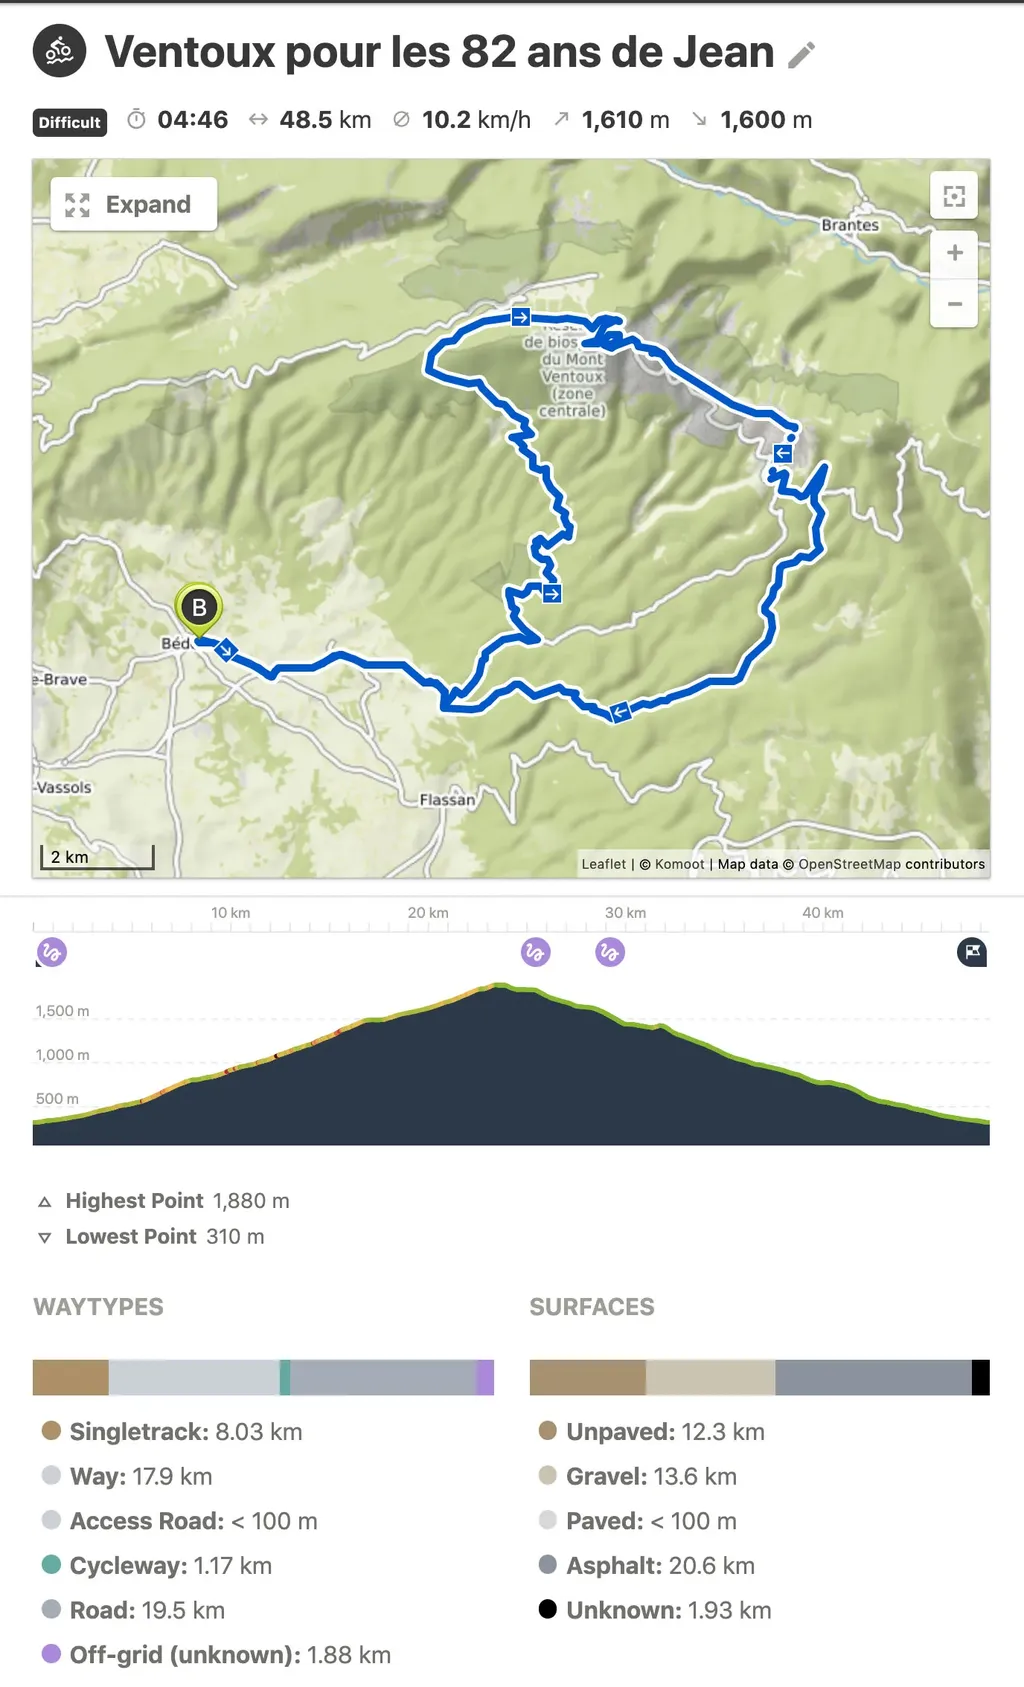 Ventoux pour les 82 ans de Jean
Difficult 04:46 48.5 km 10.2 km/h 1,610 m 1,600 m
Expand
Brantes
de bios
du Mont
Ventoux
(zone
centrale)
B
Béd
e-Brave
-Vassols
Flassan
2 km
Leaflet | © Komoot | Map data © OpenStreetMap contributors
10 km 20 km 30 km 40 km
1,500 m
1,000 m
500 m
Highest Point 1,880 m
Lowest Point 310 m
WAYTYPES
Singletrack: 8.03 km
Way: 17.9 km
Access Road: < 100 m
Cycleway: 1.17 km
Road: 19.5 km
Off-grid (unknown): 1.88 km
SURFACES
Unpaved: 12.3 km
Gravel: 13.6 km
Paved: < 100 m
Asphalt: 20.6 km
Unknown: 1.93 km